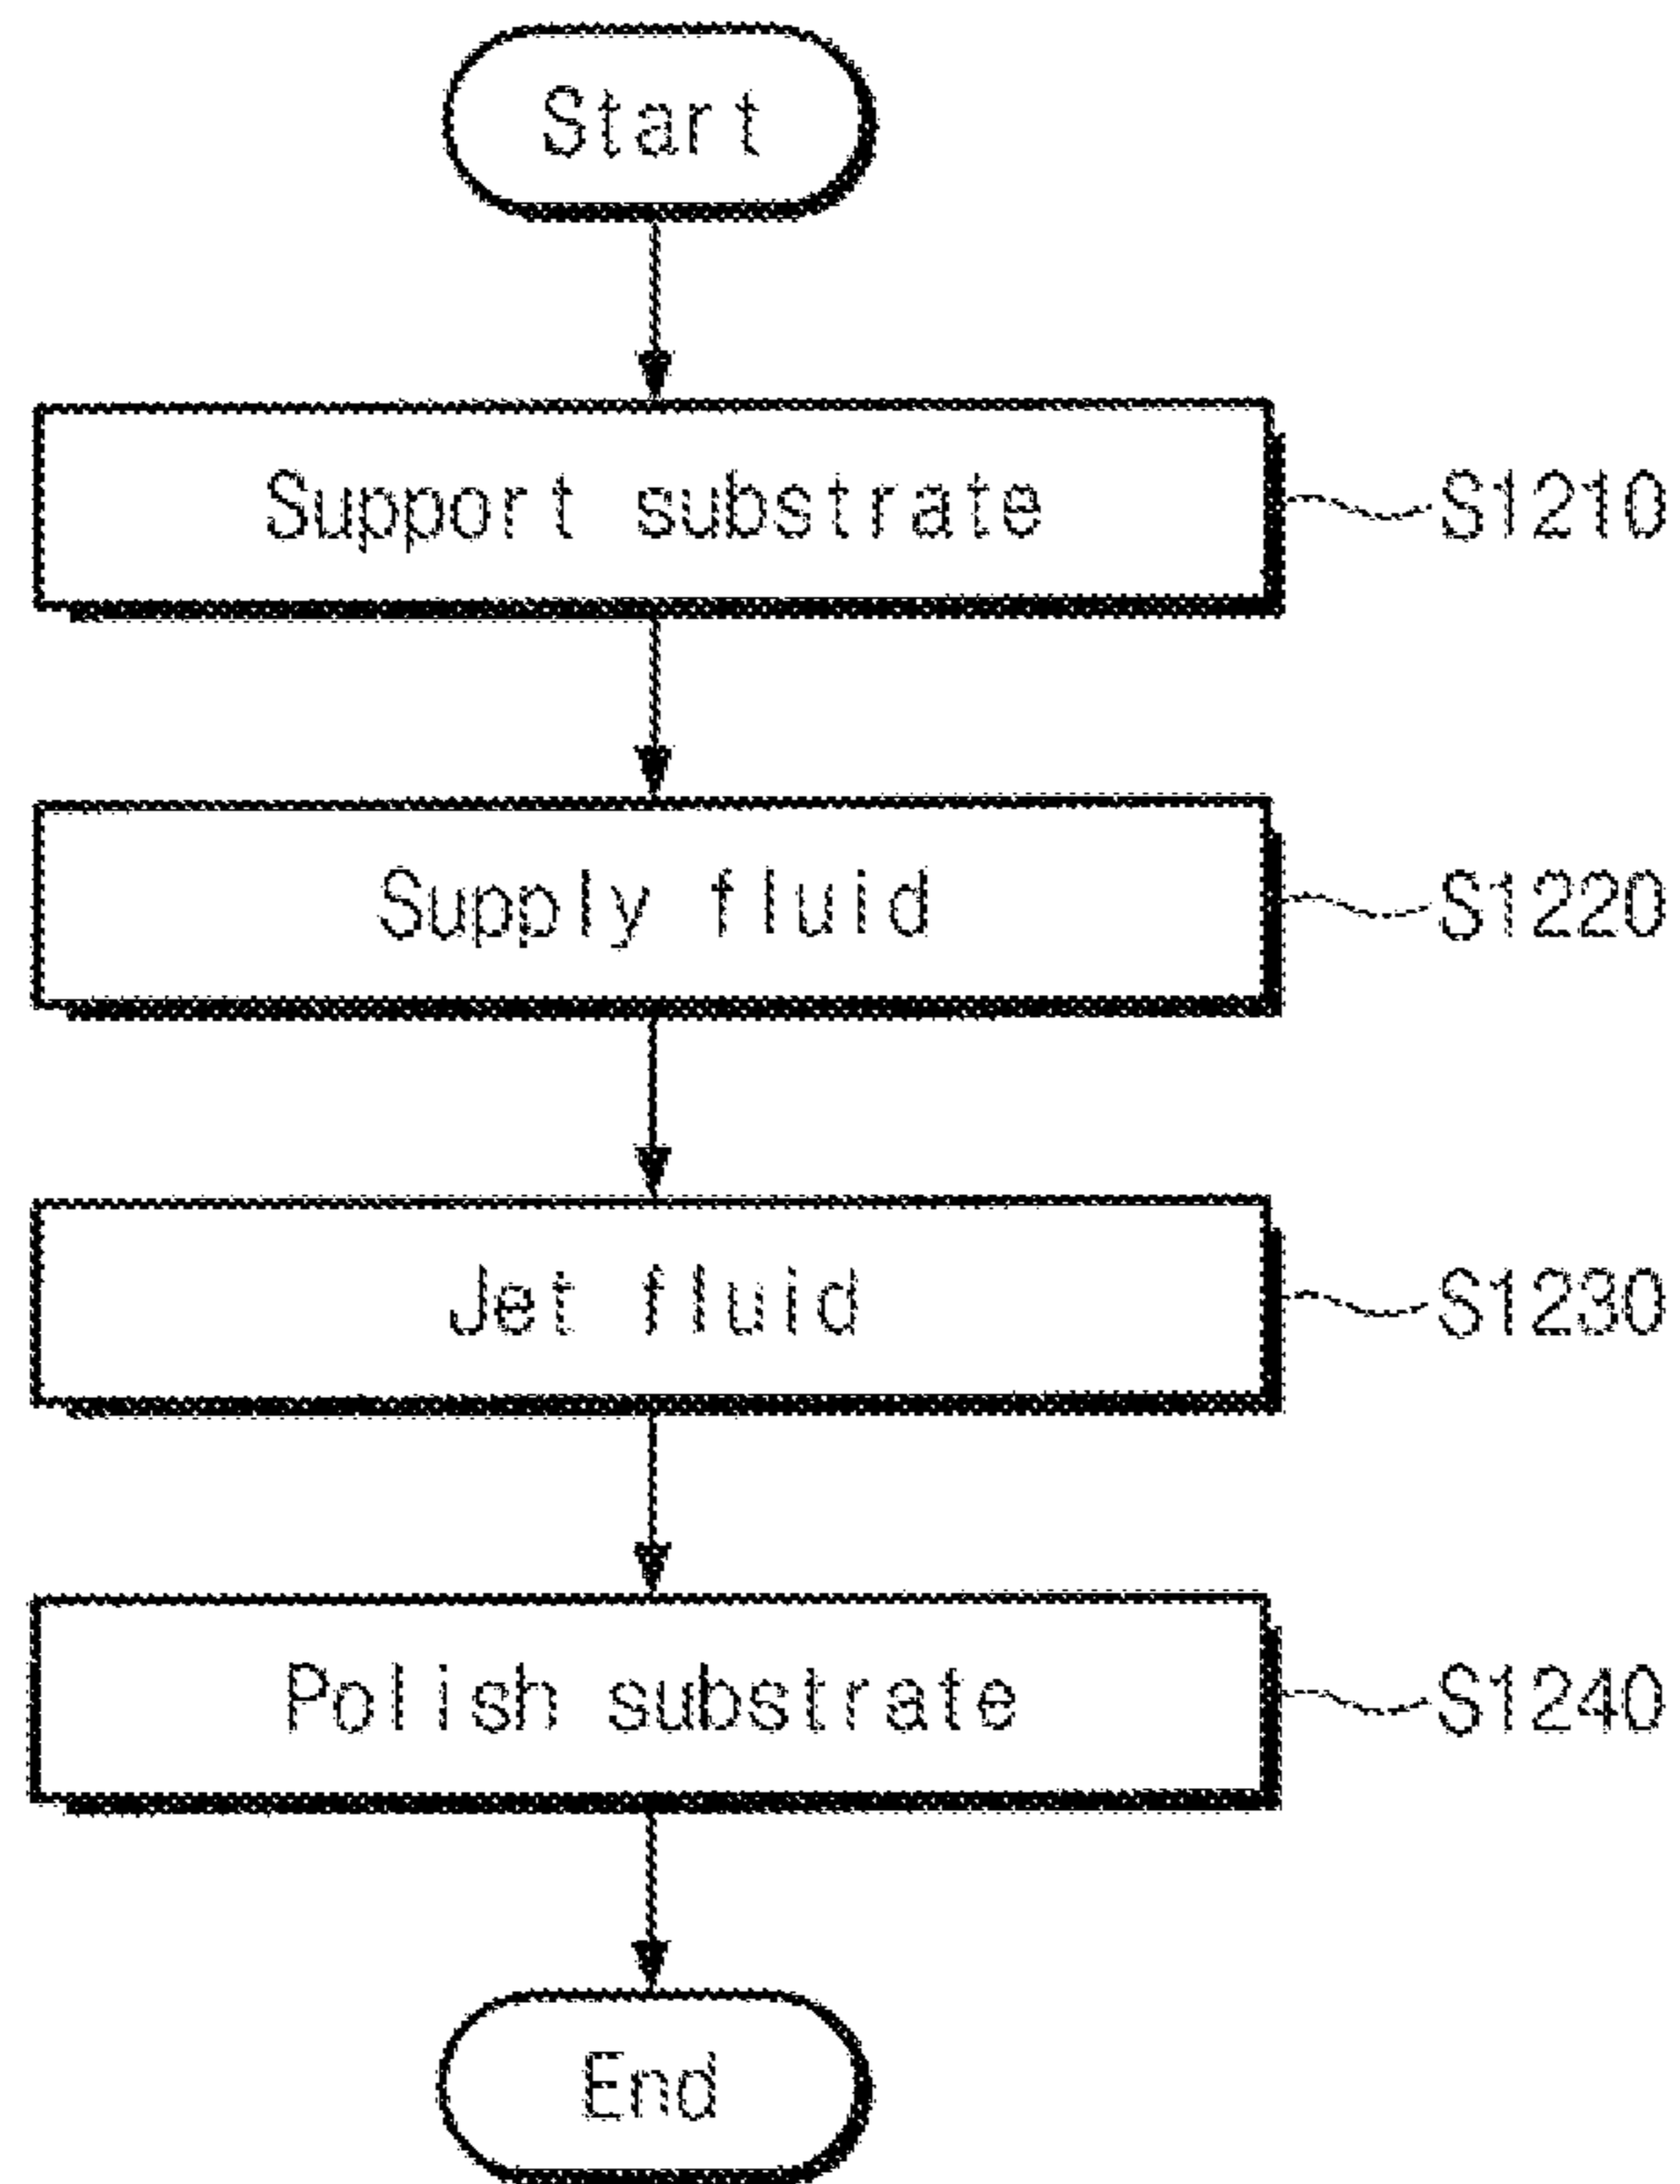 Start
Support substrate
S1210
Supply fluid
S1220
Jet fluid
S1230
Polish substrate
S1240
End